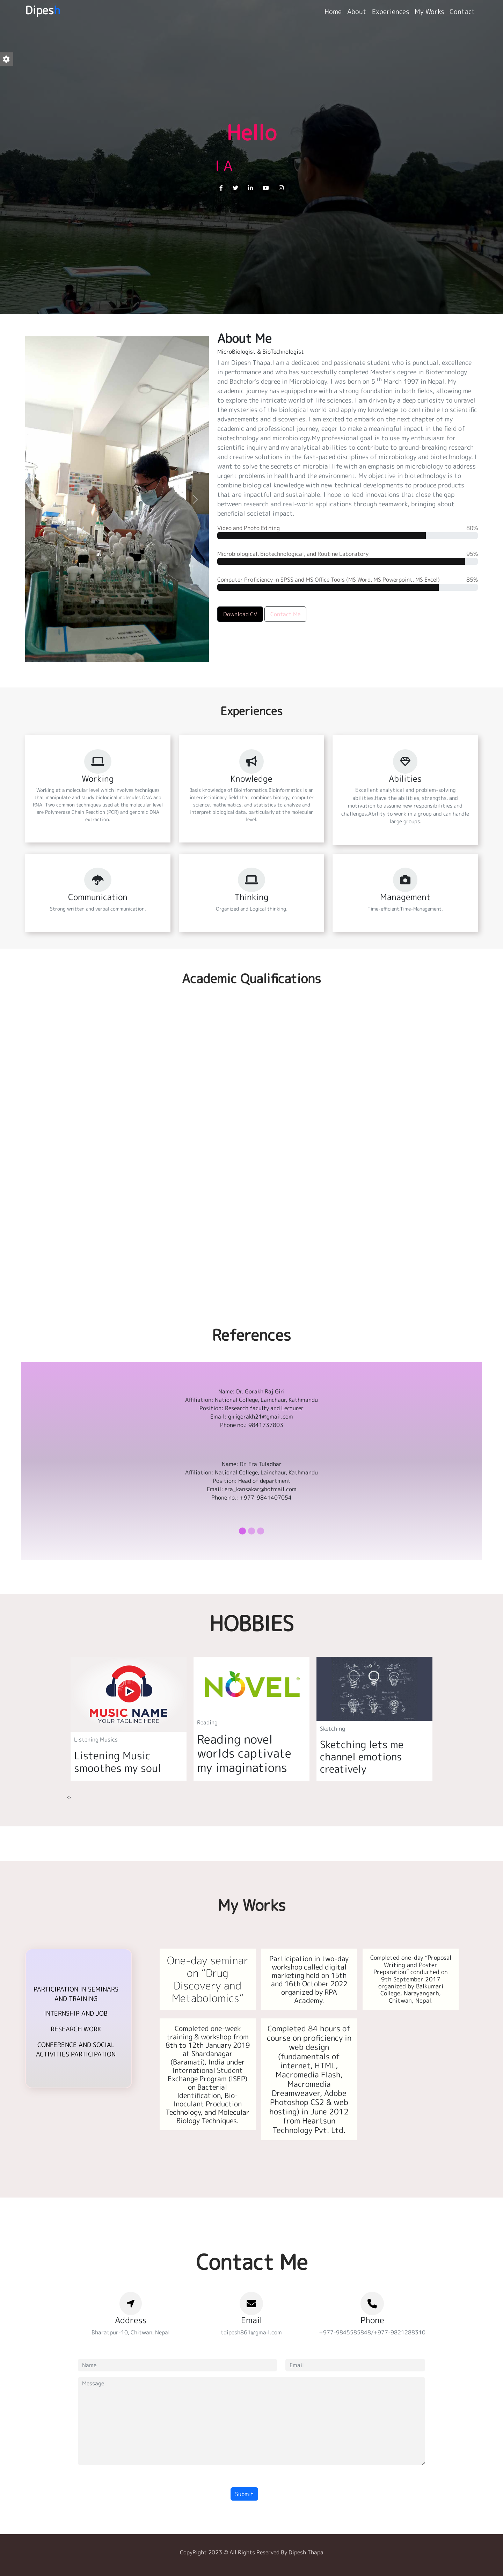 Dipesh
Home About Experiences My Works Contact
Hello
I A
About Me
MicroBiologist & BioTechnologist
I am Dipesh Thapa.I am a dedicated and passionate student who is punctual, excellence
in performance and who has successfully completed Master's degree in Biotechnology
and Bachelor's degree in Microbiology. I was born on 5 th March 1997 in Nepal. My
academic journey has equipped me with a strong foundation in both fields, allowing me
to explore the intricate world of life sciences. I am driven by a deep curiosity to unravel
the mysteries of the biological world and apply my knowledge to contribute to scientific
advancements and discoveries. I am excited to embark on the next chapter of my
academic and professional journey, eager to make a meaningful impact in the field of
biotechnology and microbiology.My professional goal is to use my enthusiasm for
scientific inquiry and my analytical abilities to contribute to ground-breaking research
and creative solutions in the fast-paced disciplines of microbiology and biotechnology. I
want to solve the secrets of microbial life with an emphasis on microbiology to address
urgent problems in health and the environment. My objective in biotechnology is to
combine biological knowledge with new technical developments to produce products
that are impactful and sustainable. I hope to lead innovations that close the gap
between research and real-world applications through teamwork, bringing about
beneficial societal impact.
Video and Photo Editing 80%
Microbiological, Biotechnological, and Routine Laboratory 95%
Computer Proficiency in SPSS and MS Office Tools (MS Word, MS Powerpoint, MS Excel) 85%
Download CV Contact Me
Experiences
Working
Working at a molecular level which involves techniques
that manipulate and study biological molecules DNA and
RNA. Two common techniques used at the molecular level
are Polymerase Chain Reaction (PCR) and genomic DNA
extraction.
Knowledge
Basis knowledge of Bioinformatics.Bioinformatics is an
interdisciplinary field that combines biology, computer
science, mathematics, and statistics to analyze and
interpret biological data, particularly at the molecular
level.
Abilities
Excellent analytical and problem-solving
abilities.Have the abilities, strengths, and
motivation to assume new responsibilities and
challenges.Ability to work in a group and can handle
large groups.
Communication
Strong written and verbal communication.
Thinking
Organized and Logical thinking.
Management
Time-efficient,Time-Management.
Academic Qualifications
References
Name: Dr. Gorakh Raj Giri
Affiliation: National College, Lainchaur, Kathmandu
Position: Research faculty and Lecturer
Email: girigorakh21@gmail.com
Phone no.: 9841737803
Name: Dr. Era Tuladhar
Affiliation: National College, Lainchaur, Kathmandu
Position: Head of department
Email: era_kansakar@hotmail.com
Phone no.: +977-9841407054
HOBBIES
MUSIC NAME
YOUR TAGLINE HERE
Listening Musics
Listening Music
smoothes my soul
NOVEL
Reading
Reading novel
worlds captivate
my imaginations
Sketching
Sketching lets me
channel emotions
creatively
‹›
My Works
PARTICIPATION IN SEMINARS
AND TRAINING
INTERNSHIP AND JOB
RESEARCH WORK
CONFERENCE AND SOCIAL
ACTIVITIES PARTICIPATION
One-day seminar
on "Drug
Discovery and
Metabolomics"
Participation in two-day
workshop called digital
marketing held on 15th
and 16th October 2022
organized by RPA
Academy.
Completed one-day "Proposal
Writing and Poster
Preparation" conducted on
9th September 2017
organized by Balkumari
College, Narayangarh,
Chitwan, Nepal.
Completed one-week
training & workshop from
8th to 12th January 2019
at Shardanagar
(Baramati), India under
International Student
Exchange Program (ISEP)
on Bacterial
Identification, Bio-
Inoculant Production
Technology, and Molecular
Biology Techniques.
Completed 84 hours of
course on proficiency in
web design
(fundamentals of
internet, HTML,
Macromedia Flash,
Macromedia
Dreamweaver, Adobe
Photoshop CS2 & web
hosting) in June 2012
from Heartsun
Technology Pvt. Ltd.
Contact Me
Address
Bharatpur-10, Chitwan, Nepal
Email
tdipesh861@gmail.com
Phone
+977-9845585848/+977-9821288310
Name
Email
Message
Submit
CopyRight 2023 © All Rights Reserved By Dipesh Thapa